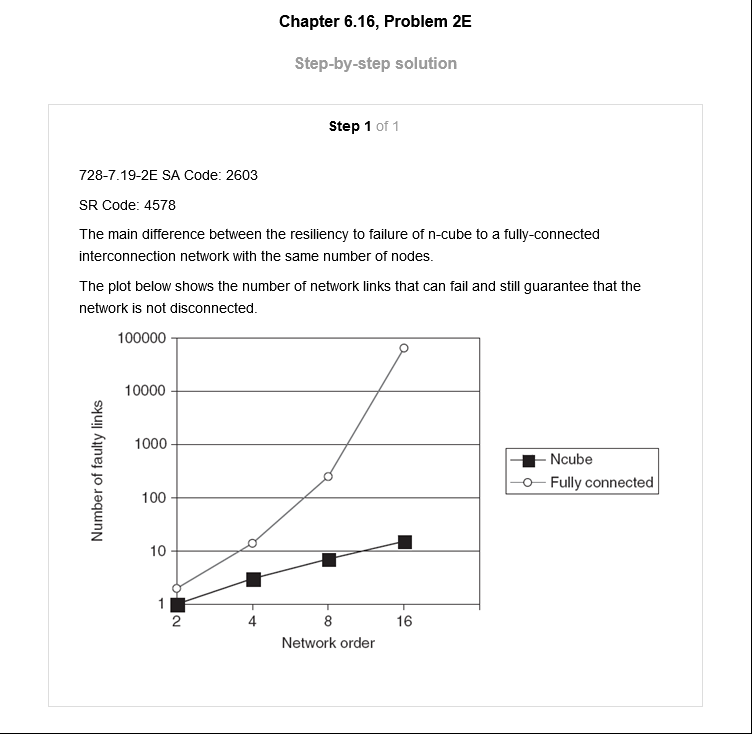 Chapter 6.16, Problem 2E
Step-by-step solution
Step 1 of 1
728-7.19-2E SA Code: 2603
SR Code: 4578
The main difference between the resiliency to failure of n-cube to a fully-connected
interconnection network with the same number of nodes.
The plot below shows the number of network links that can fail and still guarantee that the
network is not disconnected.
100000
10000
1000
100
10
1
Number of faulty links
2 4 8 16
Network order
Ncube
Fully connected